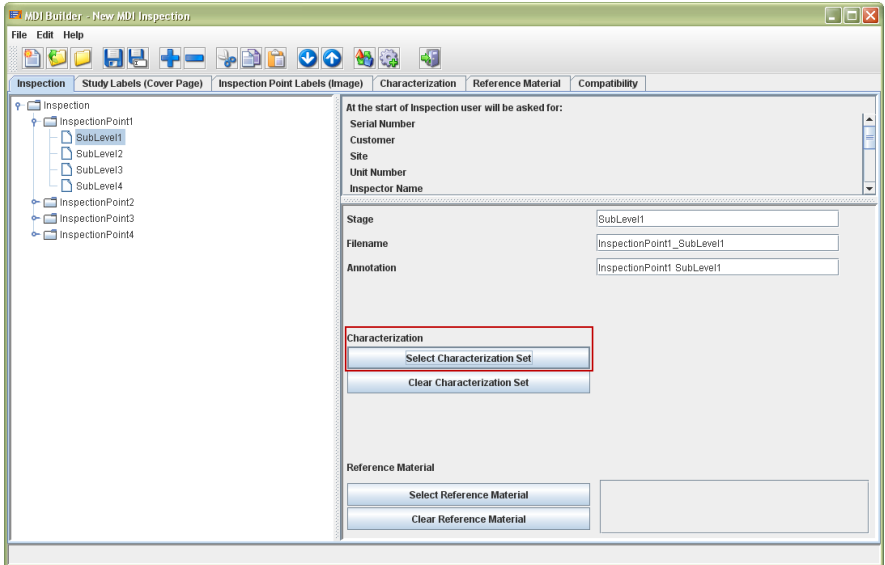 MDI Builder - New MDI Inspection
File Edit Help
Inspection Study Labels (Cover Page) Inspection Point Labels (Image) Characterization Reference Material Compatibility
Inspection
InspectionPoint1
SubLevel1
SubLevel2
SubLevel3
SubLevel4
InspectionPoint2
InspectionPoint3
InspectionPoint4
At the start of Inspection user will be asked for:
Serial Number
Customer
Site
Unit Number
Inspector Name
Stage SubLevel1
Filename InspectionPoint1_SubLevel1
Annotation InspectionPoint1 SubLevel1
Characterization
Select Characterization Set
Clear Characterization Set
Reference Material
Select Reference Material
Clear Reference Material